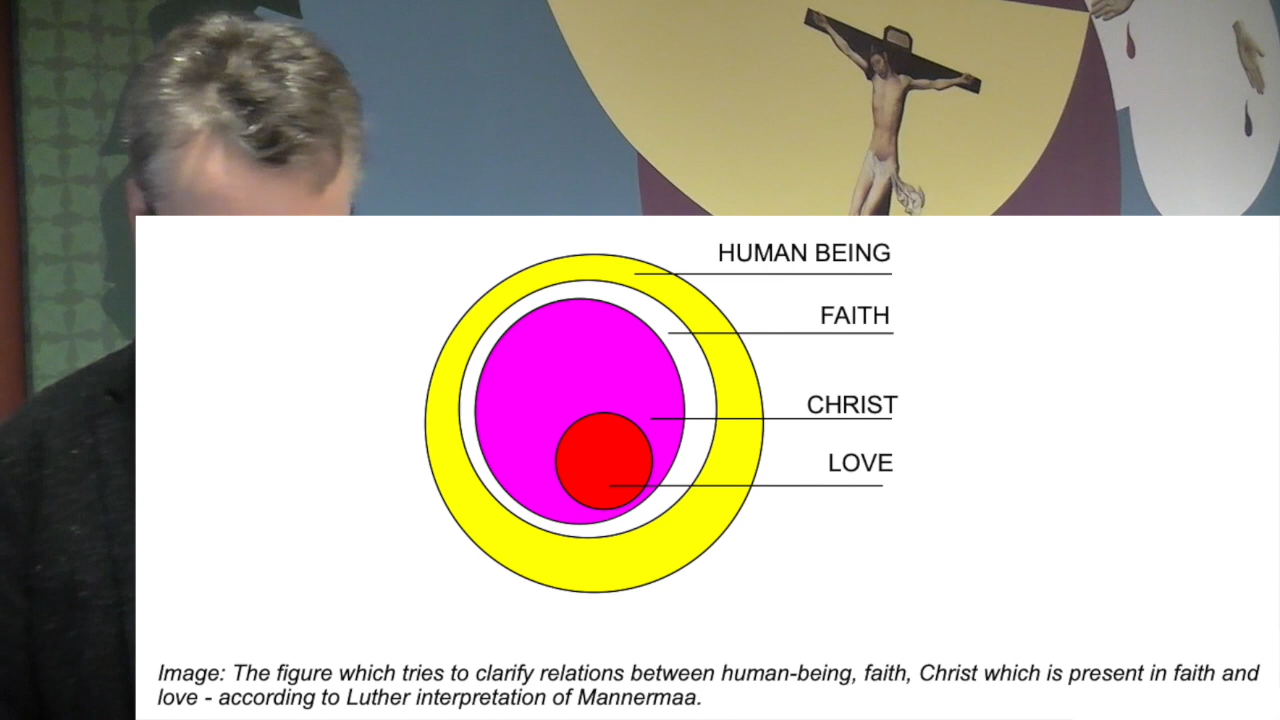 HUMAN BEING
FAITH
CHRIST
LOVE
Image: The figure which tries to clarify relations between human-being, faith, Christ which is present in faith and
love - according to Luther interpretation of Mannermaa.